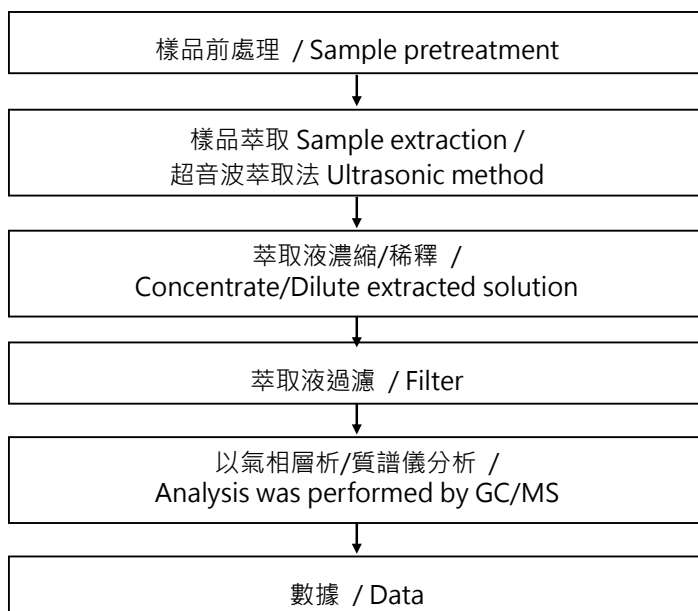 樣品前處理 / Sample pretreatment
樣品萃取 Sample extraction /
超音波萃取法 Ultrasonic method
萃取液濃縮/稀釋 /
Concentrate/Dilute extracted solution
萃取液過濾 / Filter
以氣相層析/質譜儀分析 /
Analysis was performed by GC/MS
數據 / Data